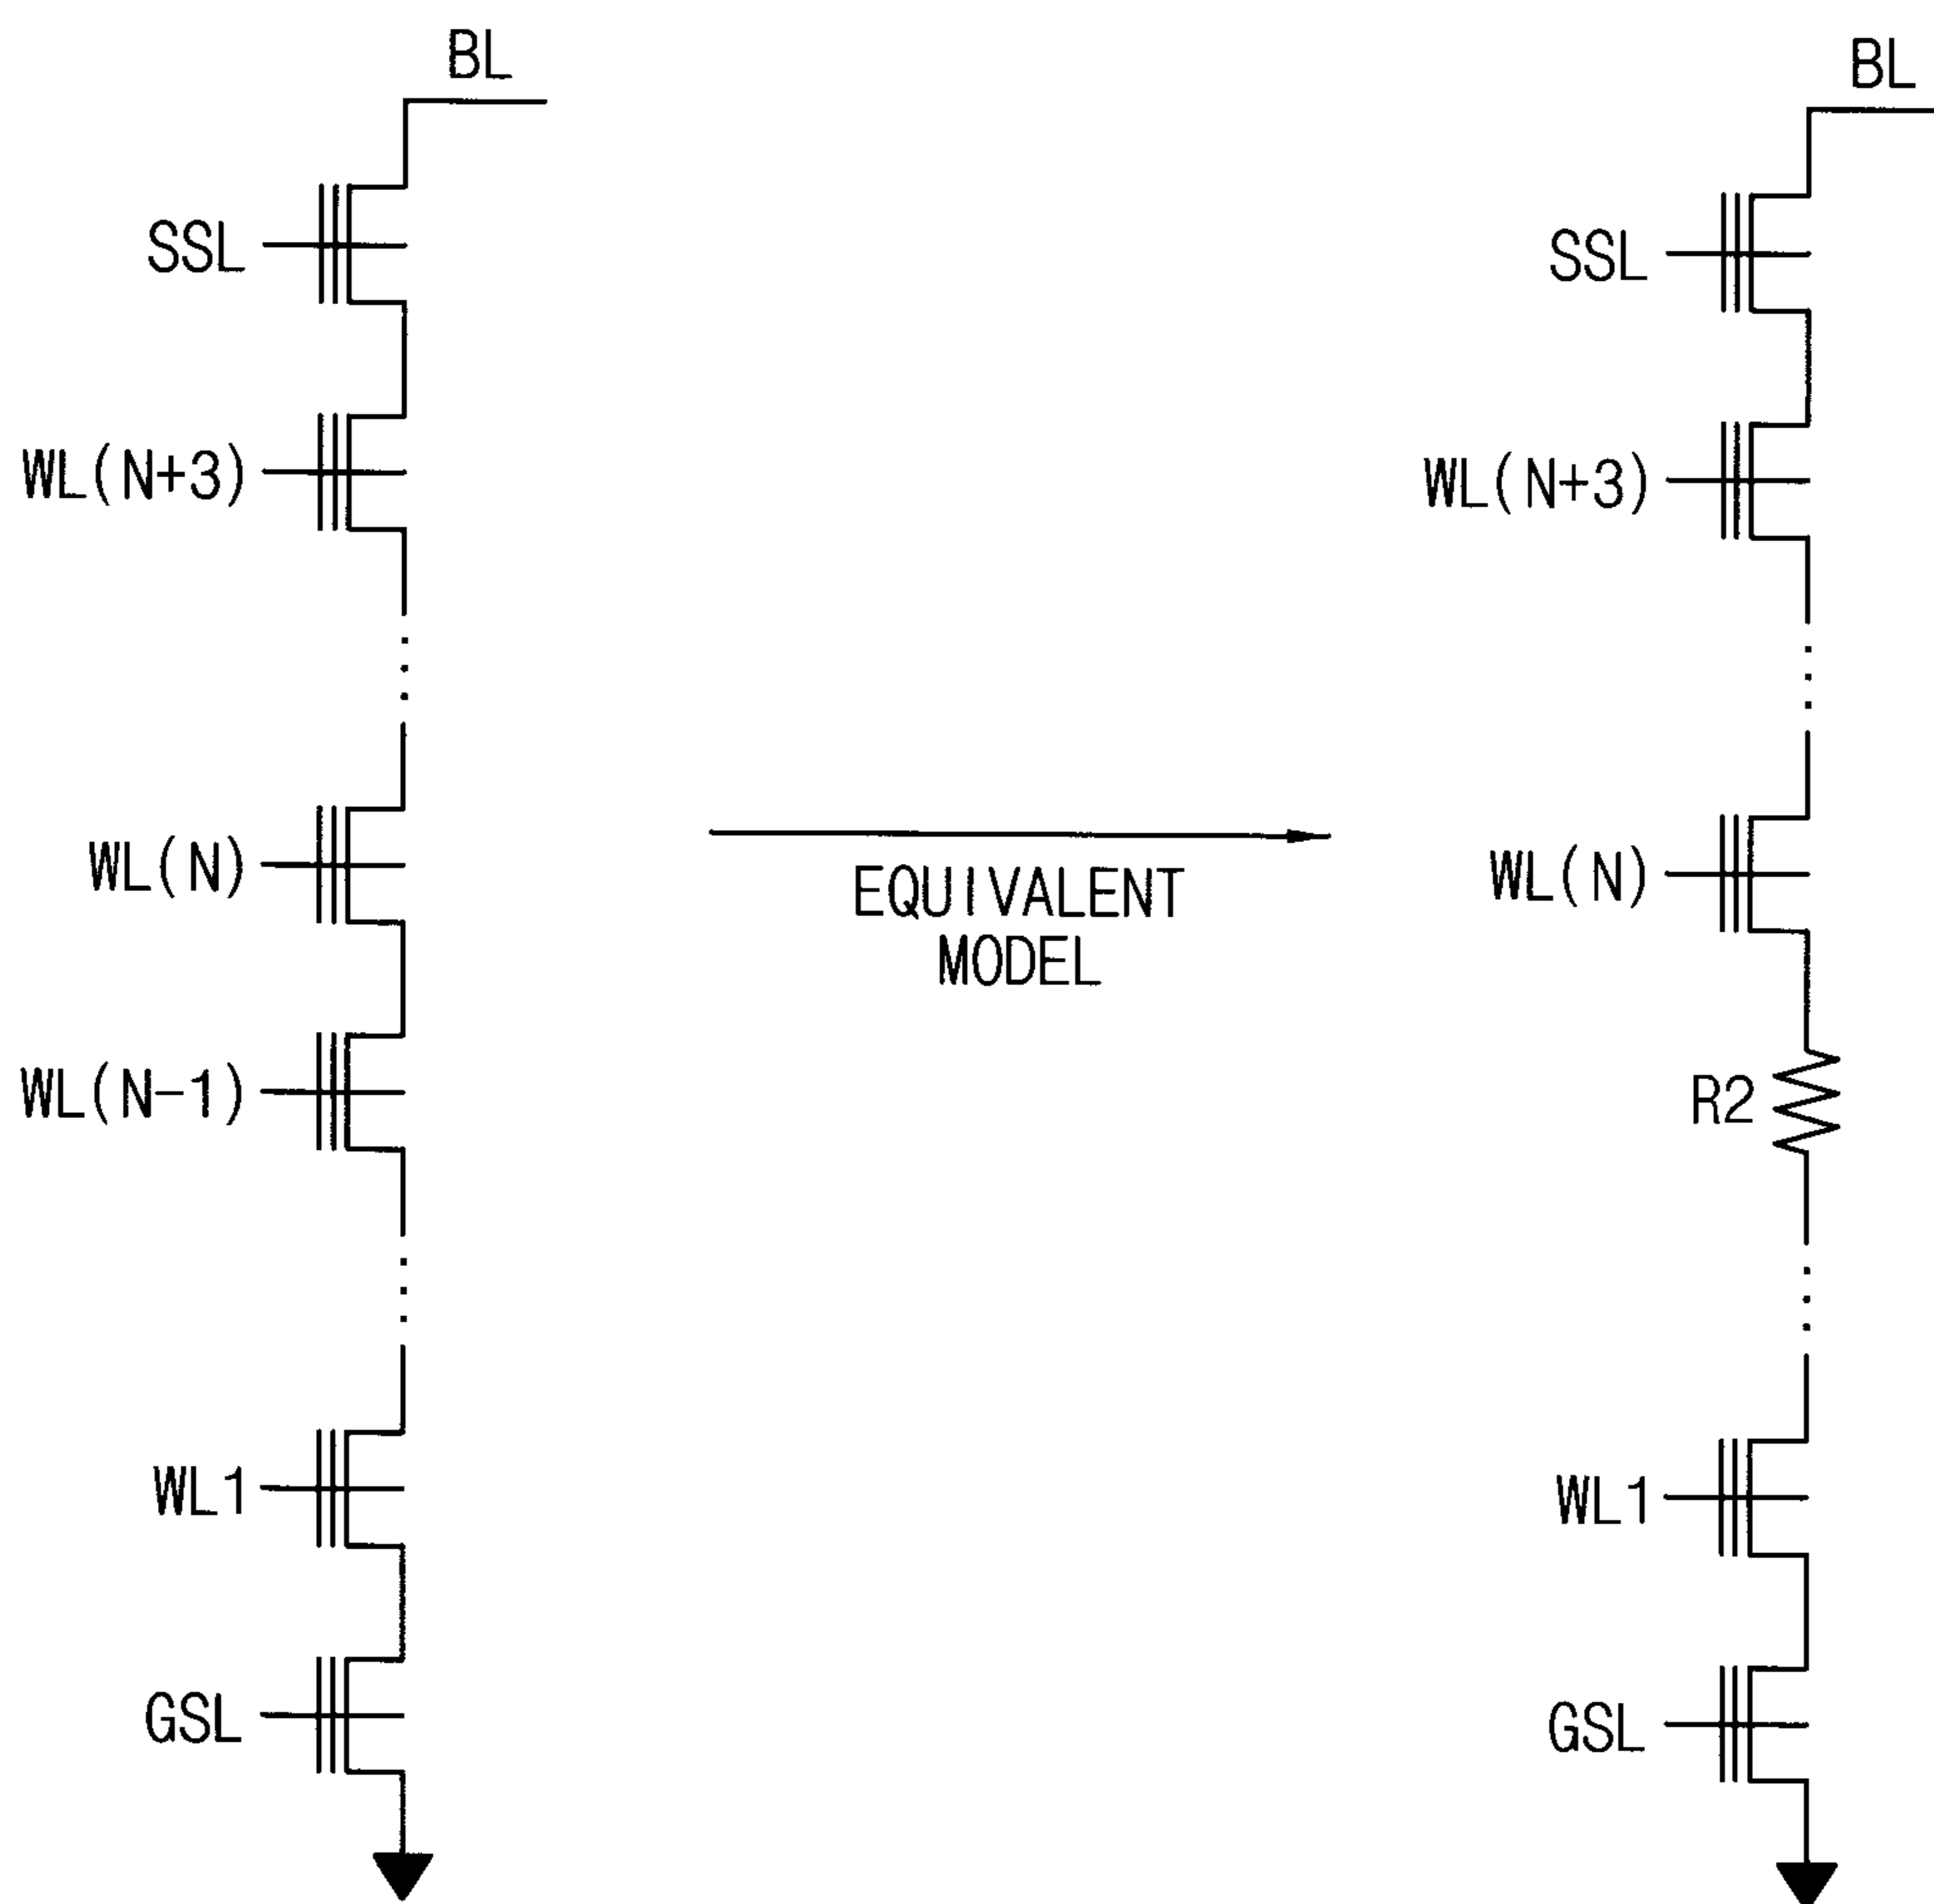 BL
SSL
WL(N+3)
WL(N)
WL(N-1)
WL1
GSL
EQUIVALENT
MODEL
BL
SSL
WL(N+3)
WL(N)
R2
WL1
GSL